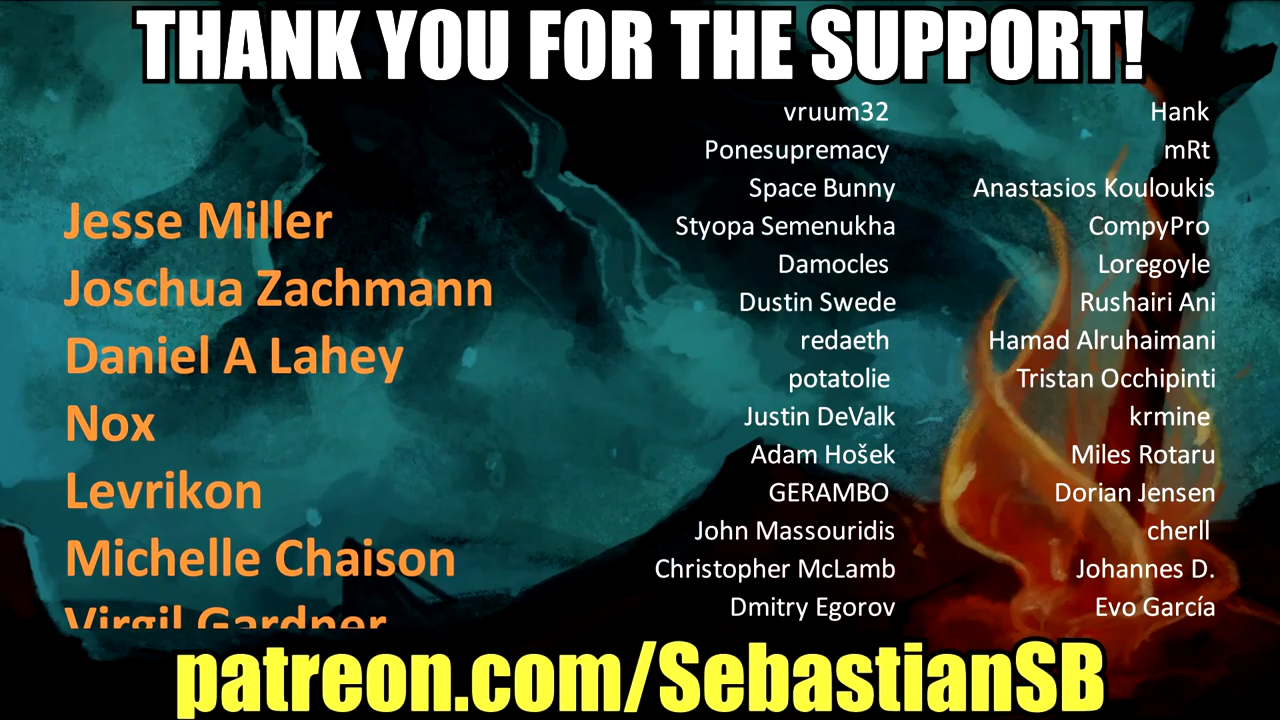 THANK YOU FOR THE SUPPORT!
Jesse Miller
Joschua Zachmann
Daniel A Lahey
Nox
Levrikon
Michelle Chaison
Virgil Gardner
vruum32
Ponesupremacy
Space Bunny
Styopa Semenukha
Damocles
Dustin Swede
redaeth
potatolie
Justin DeValk
Adam Hošek
GERAMBO
John Massouridis
Christopher McLamb
Dmitry Egorov
Hank
mRt
Anastasios Kouloukis
CompyPro
Loregoyle
Rushairi Ani
Hamad Alruhaimani
Tristan Occhipinti
krmine
Miles Rotaru
Dorian Jensen
cherll
Johannes D.
Evo García
patreon.com/SebastianSB